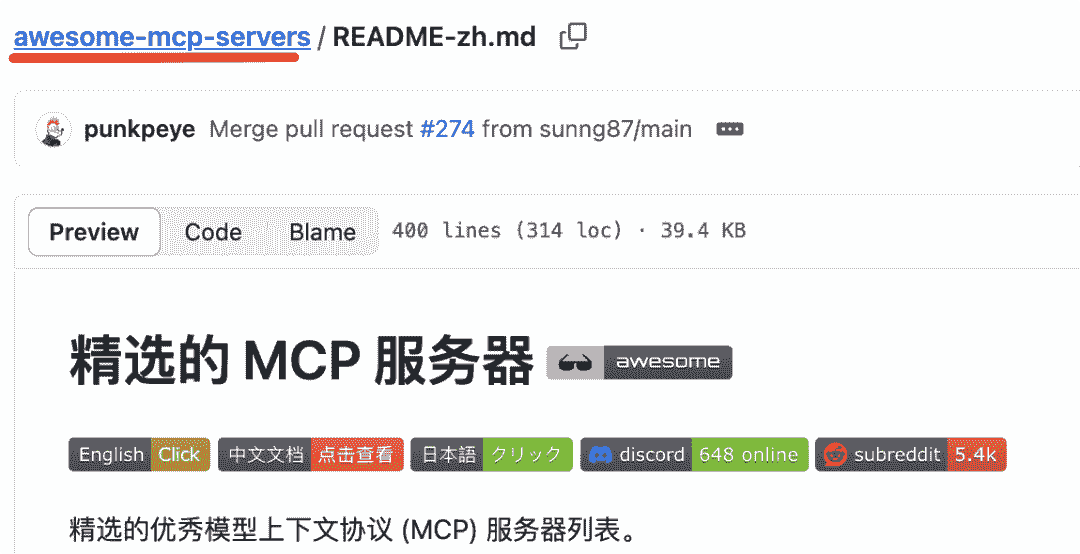 awesome-mcp-servers / README-zh.md
punkpeye Merge pull request #274 from sunng87/main
Preview Code Blame 400 lines (314 loc) · 39.4 KB
精选的 MCP 服务器 awesome
English Click 中文文档 点击查看 日本語 クリック discord 648 online subreddit 5.4k
精选的优秀模型上下文协议 (MCP) 服务器列表。